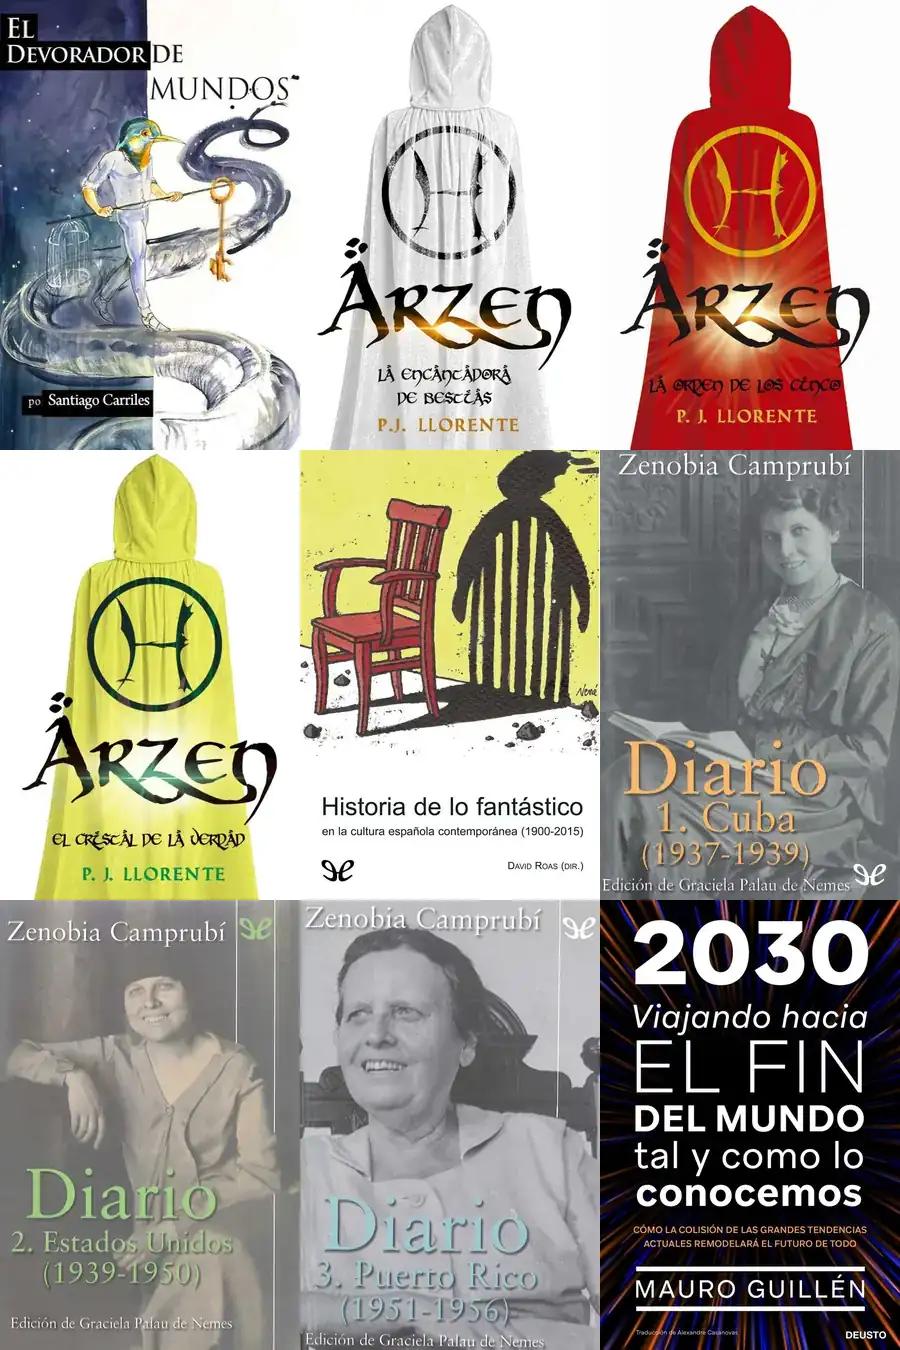 EL
DEVORADOR DE
MUNDOS
po Santiago Carriles
ÄRZEN
LA ENCANTADORA
DE BESTIAS
P.J. LLORENTE
ÄRZEN
LA ORDEN DE LOS CINCO
P. J. LLORENTE
ÄRZEN
EL CRISTAL DE LA VERDAD
P. J. LLORENTE
Historia de lo fantástico
en la cultura española contemporánea (1900-2015)
DAVID ROAS (DIR.)
Zenobia Camprubí
Diario
1. Cuba
(1937-1939)
Edición de Graciela Palau de Nemes
Zenobia Camprubí
Diario
2. Estados Unidos
(1939-1950)
Edición de Graciela Palau de Nemes
Zenobia Camprubí
Diario
3. Puerto Rico
(1951-1956)
Edición de Graciela Palau de Nemes
2030
Viajando hacia
EL FIN
DEL MUNDO
tal y como lo
conocemos
CÓMO LA COLISIÓN DE LAS GRANDES TENDENCIAS
ACTUALES REMODELARÁ EL FUTURO DE TODO
MAURO GUILLÉN
Traducción de Alexandre Casanovas
DEUSTO